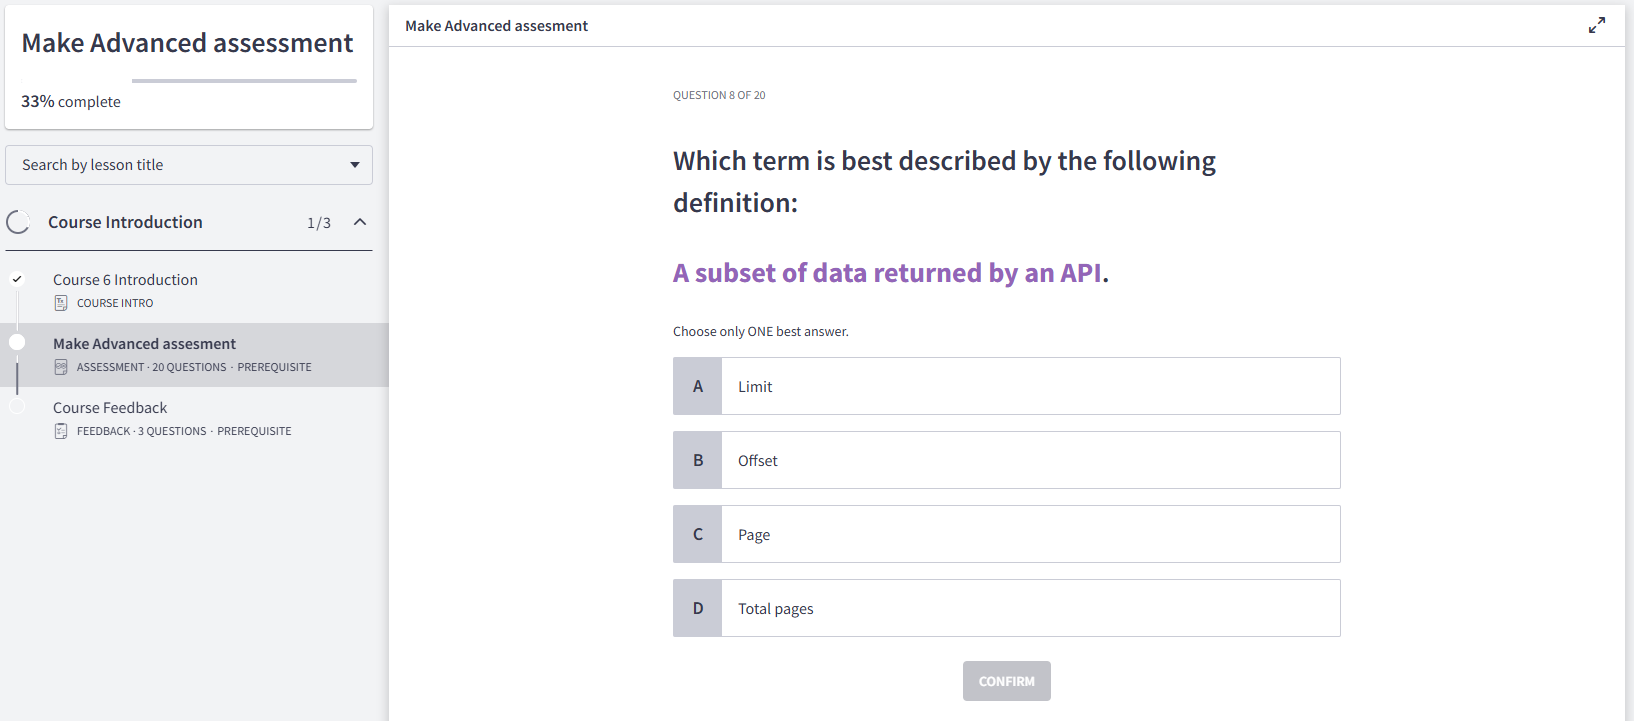 Make Advanced assessment
33% complete
Search by lesson title
Course Introduction 1/3
Course 6 Introduction
COURSE INTRO
Make Advanced assesment
ASSESSMENT · 20 QUESTIONS · PREREQUISITE
Course Feedback
FEEDBACK · 3 QUESTIONS · PREREQUISITE
Make Advanced assesment
QUESTION 8 OF 20
Which term is best described by the following
definition:
A subset of data returned by an API.
Choose only ONE best answer.
A Limit
B Offset
C Page
D Total pages
CONFIRM